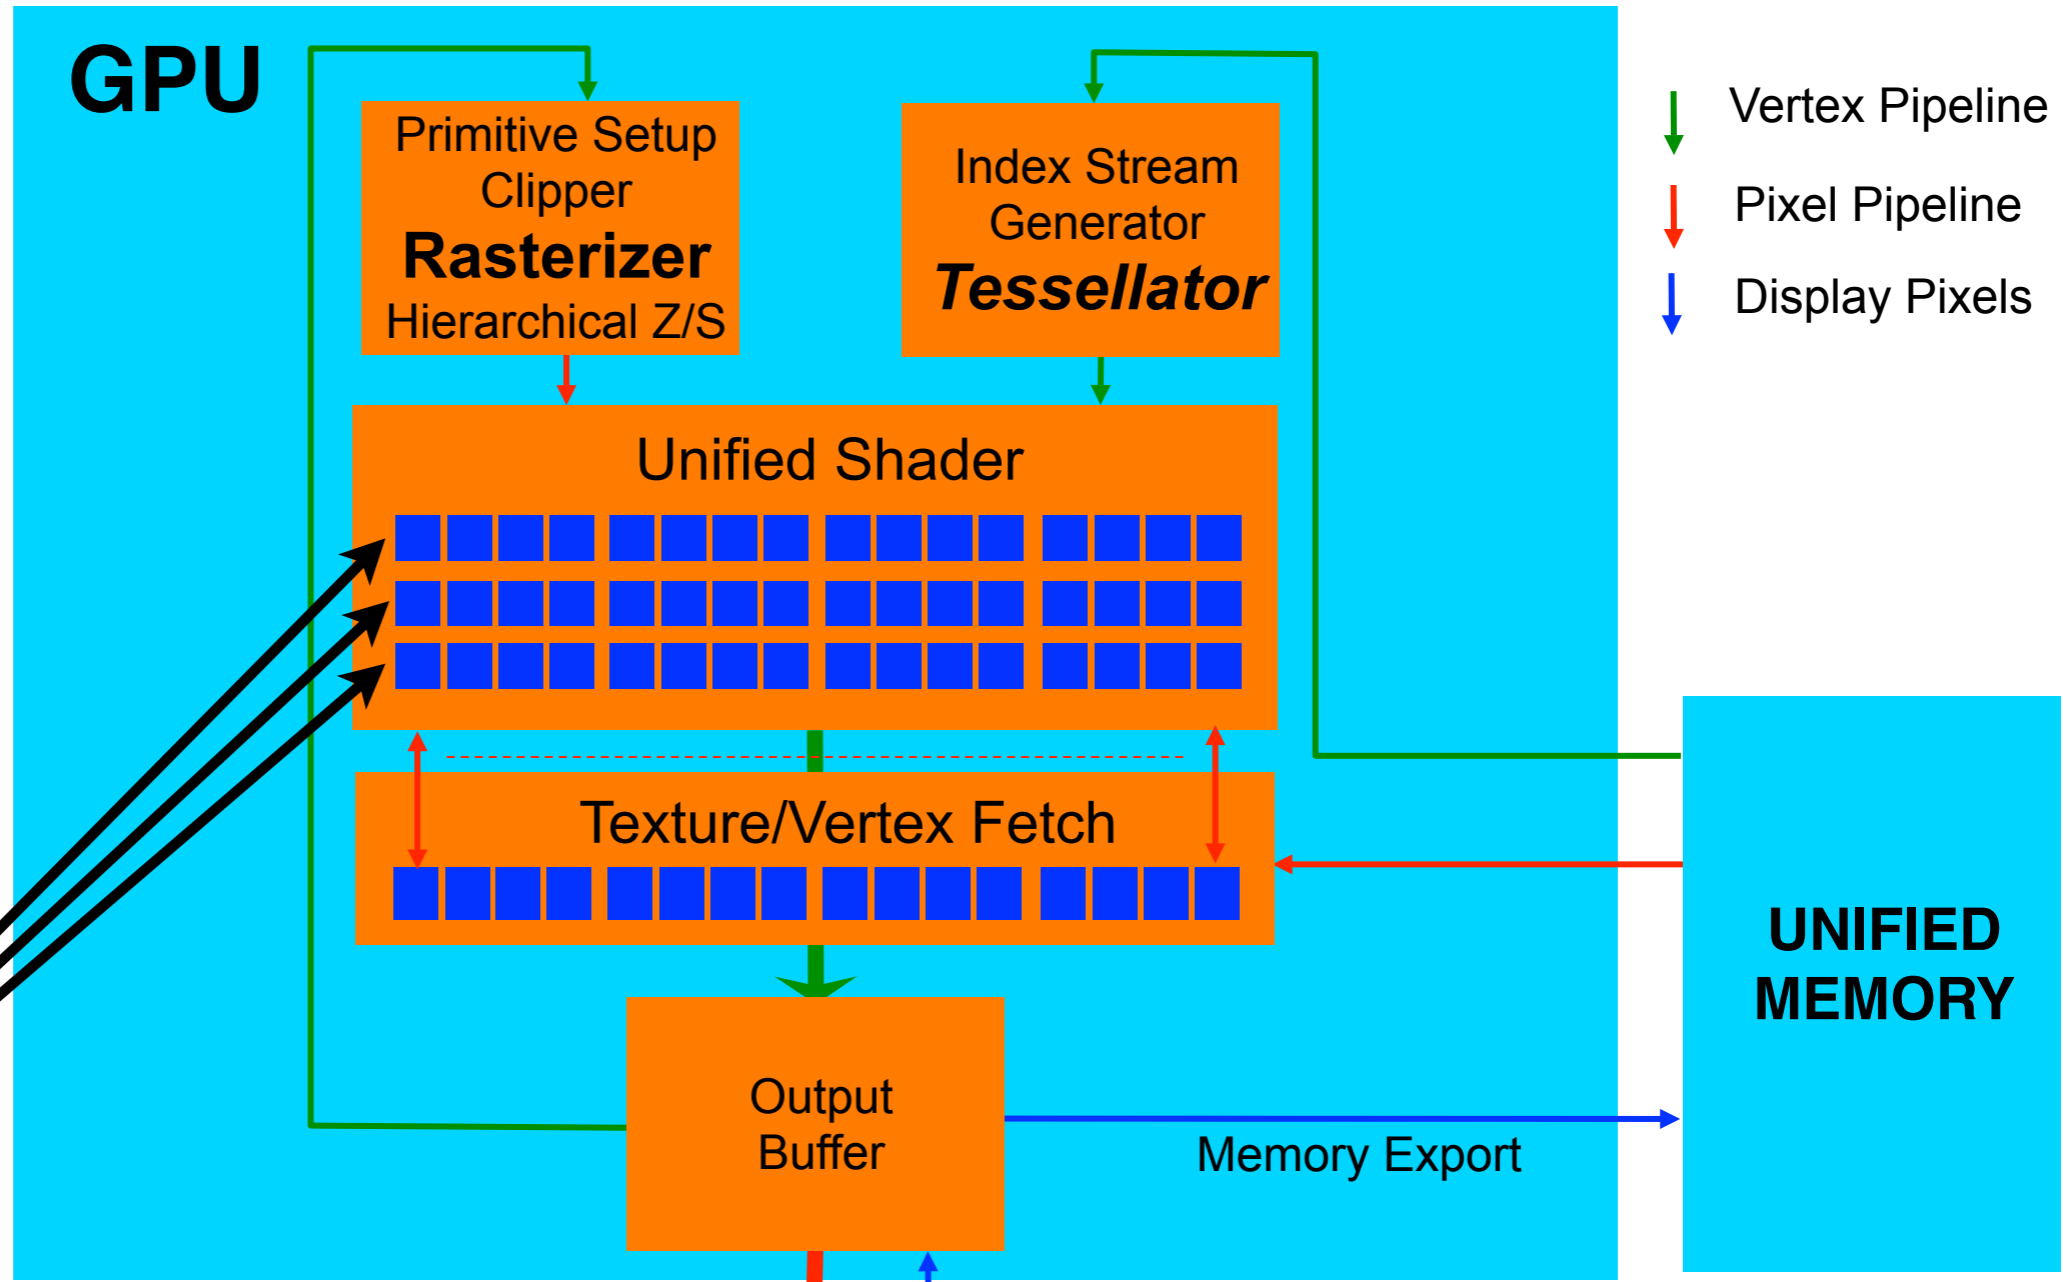 GPU
Primitive Setup
Clipper
Rasterizer
Hierarchical Z/S
Index Stream
Generator
Tessellator
Vertex Pipeline
Pixel Pipeline
Display Pixels
Unified Shader
Texture/Vertex Fetch
UNIFIED
MEMORY
Output
Buffer
Memory Export